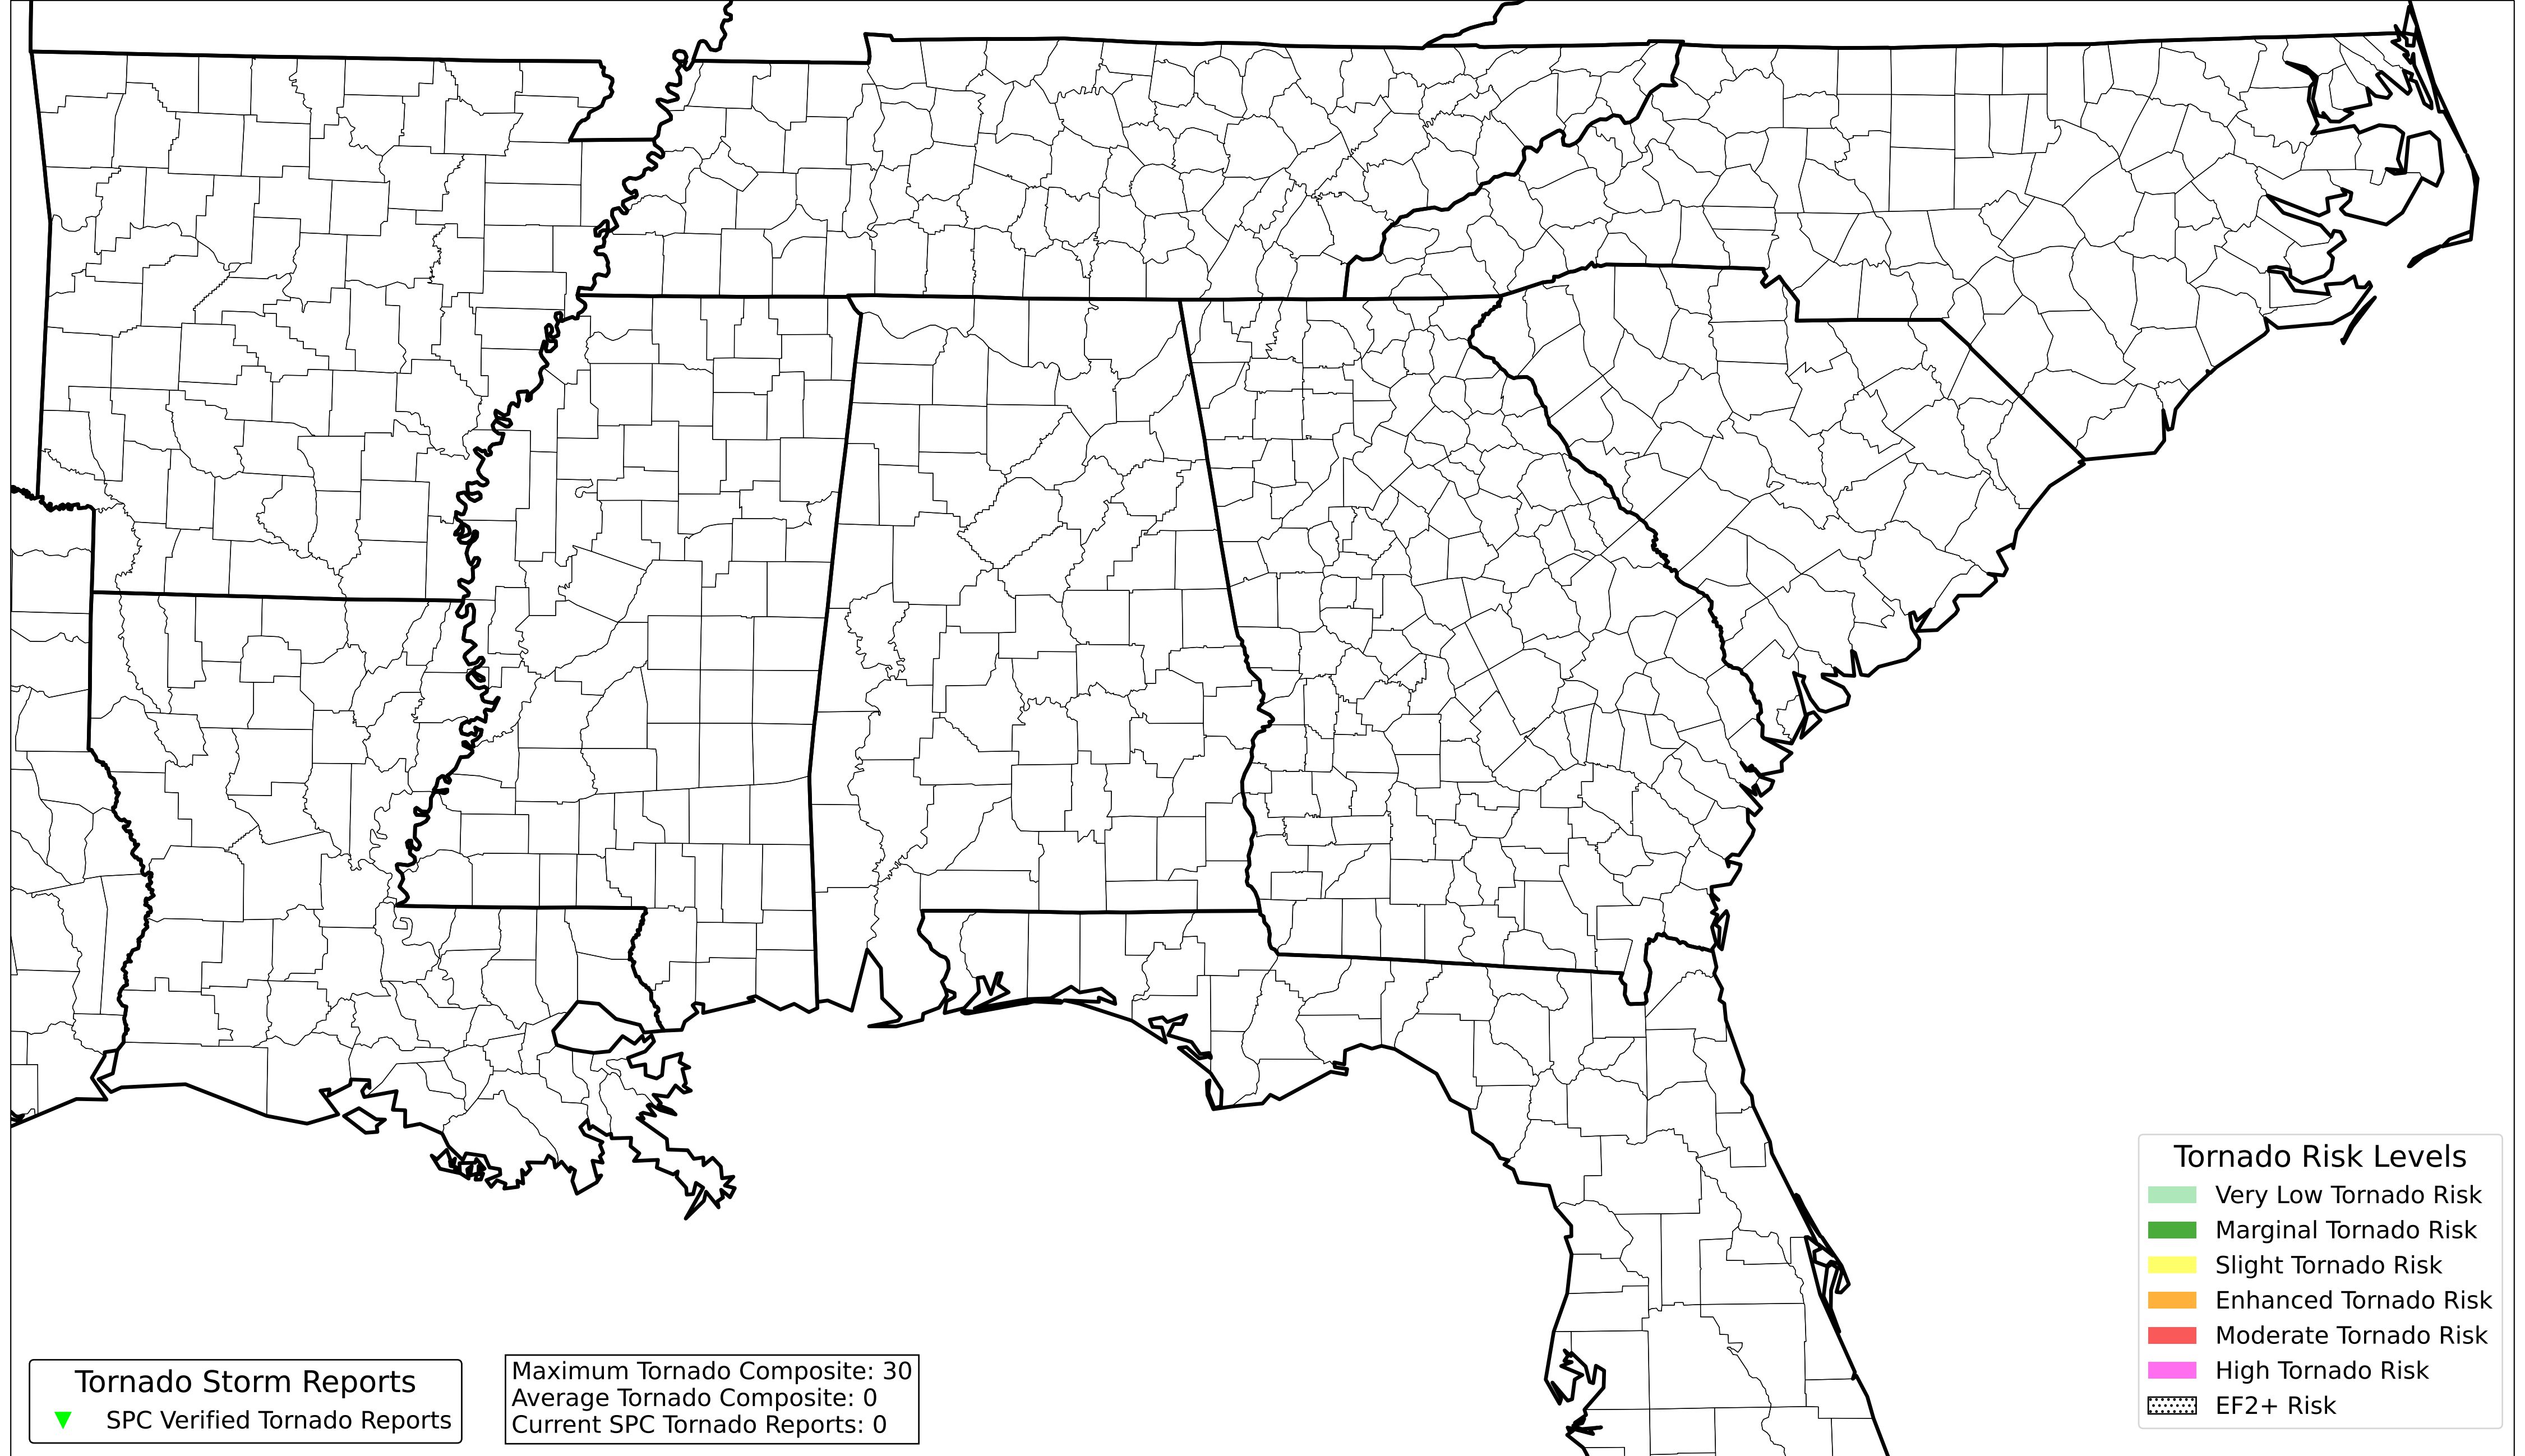 Tornado Risk Levels
Very Low Tornado Risk
Marginal Tornado Risk
Slight Tornado Risk
Enhanced Tornado Risk
Moderate Tornado Risk
High Tornado Risk
EF2+ Risk
Tornado Storm Reports
SPC Verified Tornado Reports
Maximum Tornado Composite: 30
Average Tornado Composite: 0
Current SPC Tornado Reports: 0